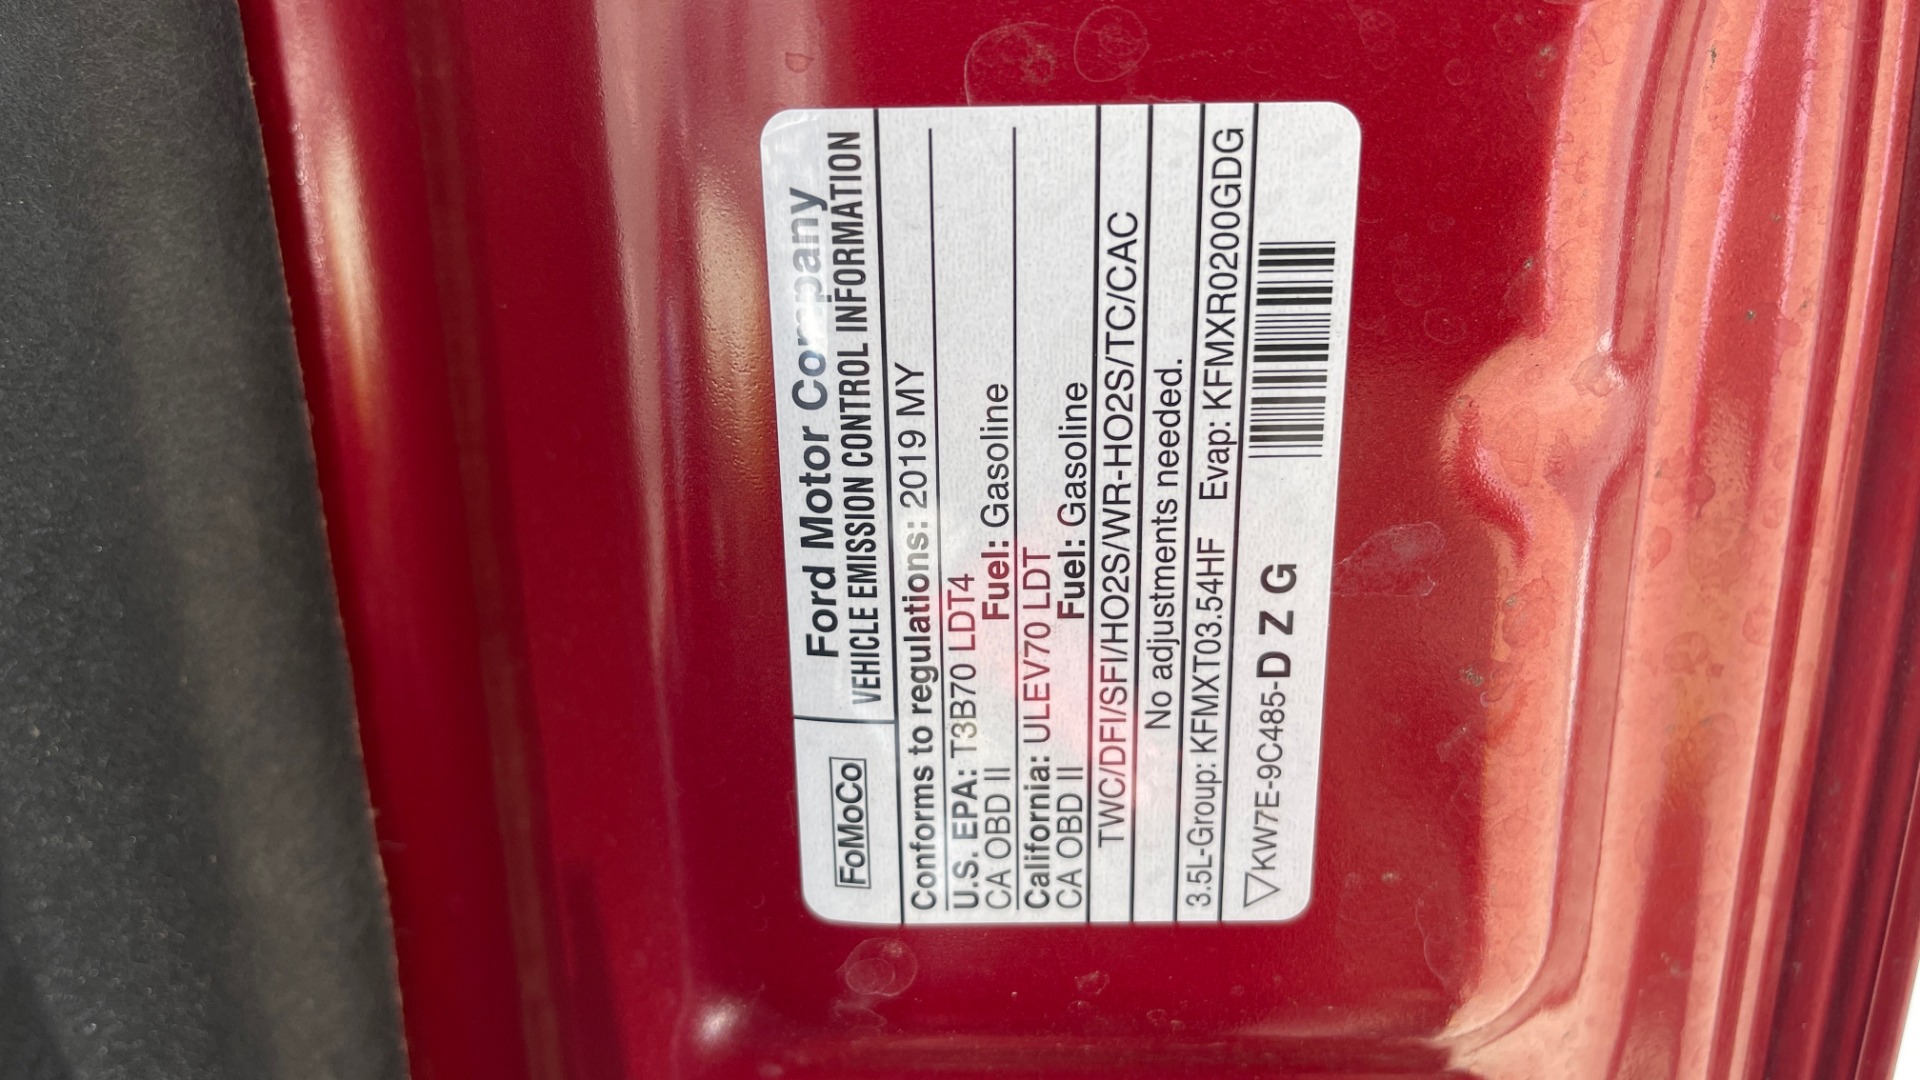 FoMoCo
Ford Motor Company
VEHICLE EMISSION CONTROL INFORMATION
Conforms to regulations: 2019 MY
U.S. EPA: T3B70 LDT4
CA OBD II Fuel: Gasoline
California: ULEV70 LDT
CA OBD II Fuel: Gasoline
TWC/DFI/SFI/HO2S/WR-HO2S/TC/CAC
No adjustments needed.
3.5L-Group: KFMXT03.54HF Evap: KFMXR0200GDG
KW7E-9C485-D Z G